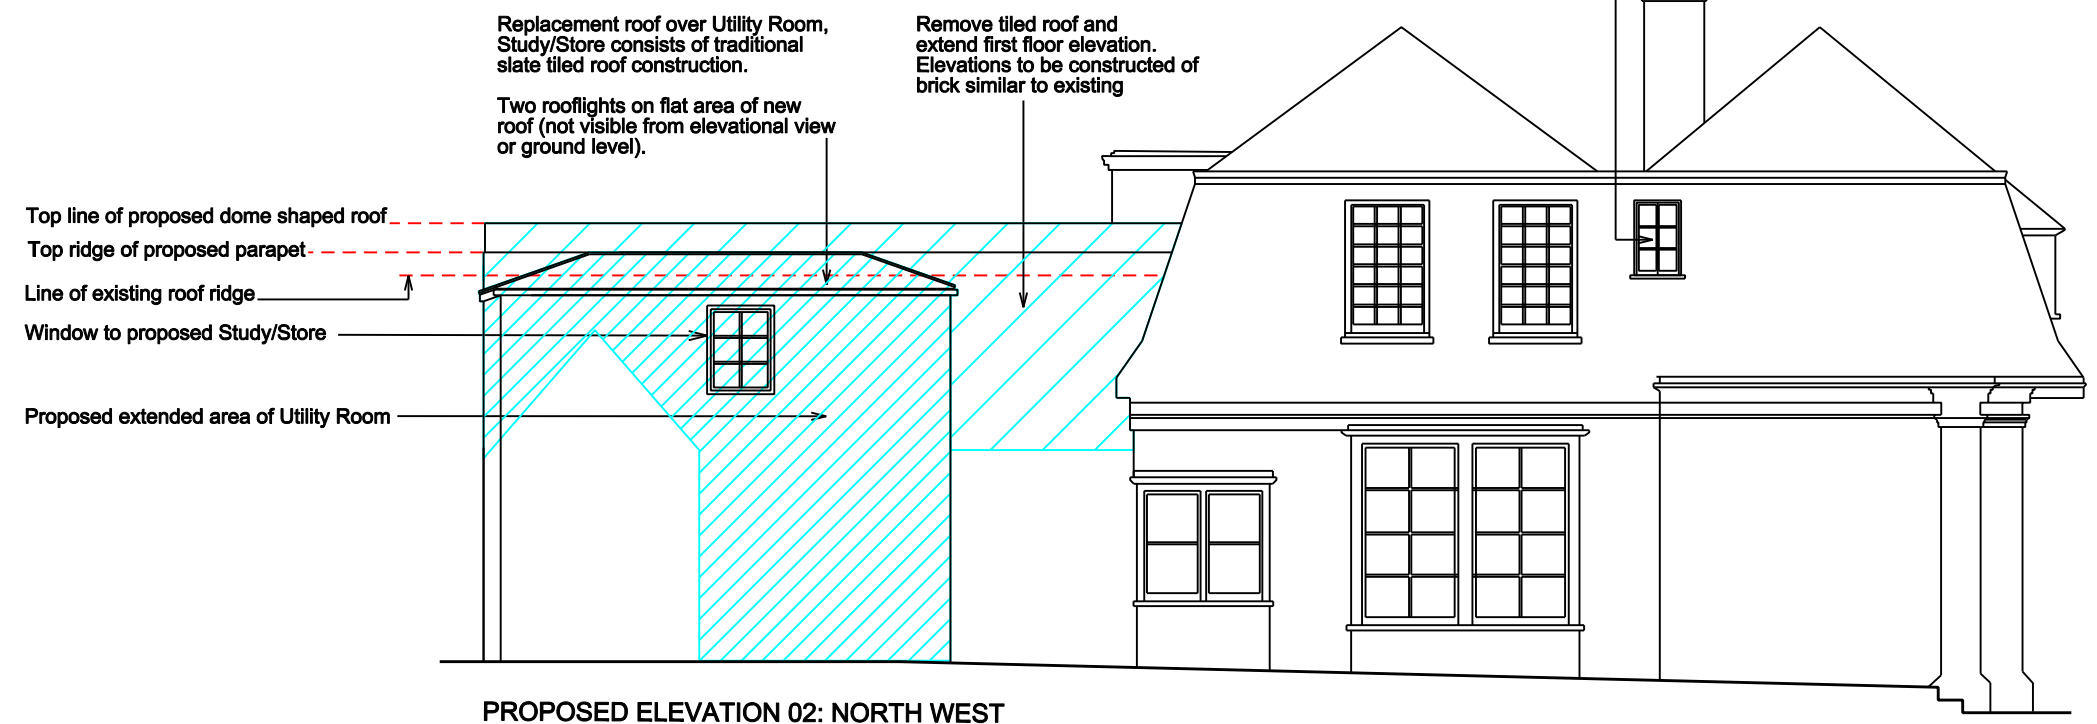 Replacement roof over Utility Room,
Study/Store consists of traditional
slate tiled roof construction.
Two rooflights on flat area of new
roof (not visible from elevational view
or ground level).
Remove tiled roof and
extend first floor elevation.
Elevations to be constructed of
brick similar to existing
Top line of proposed dome shaped roof
Top ridge of proposed parapet
Line of existing roof ridge
Window to proposed Study/Store
Proposed extended area of Utility Room
PROPOSED ELEVATION 02: NORTH WEST